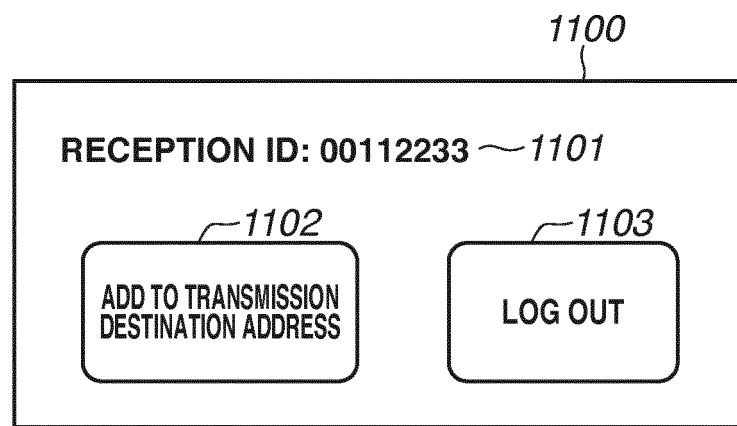 1100
RECEPTION ID: 00112233 1101
1102
1103
ADD TO TRANSMISSION
DESTINATION ADDRESS
LOG OUT